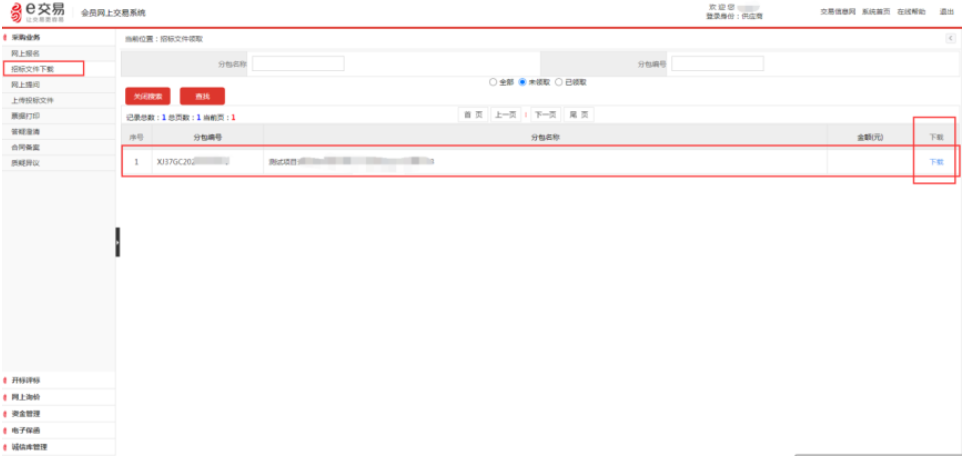 e交易 会员网上交易系统
欢迎您
登录身份：供应商
交易信息网 系统首页 在线帮助 退出
采购业务
网上报名
招标文件下载
网上提问
上传投标文件
票据打印
答疑澄清
合同备案
质疑异议
开标评标
网上询价
资金管理
电子保函
诚信库管理
当前位置：招标文件领取
分包名称 分包编号
全部 未领取 已领取
关闭搜索 查找
记录总数：1 总页数：1 当前页：1
首 页 上一页 1 下一页 尾 页
序号 分包编号 分包名称 金额(元) 下载
1 XJ37GC202 测试项目 下载